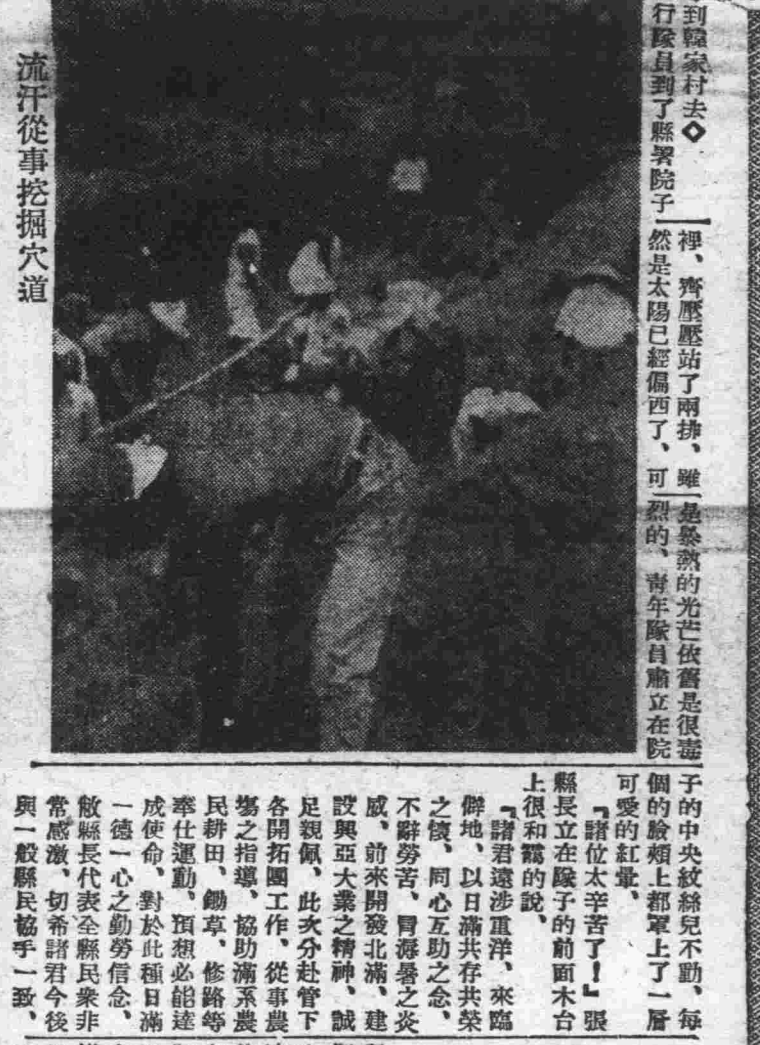 到韓家村去◇
行隊員到了縣署院子
裡、齊壓壓站了兩排、雖
然是太陽已經偏西了、可
是暴熱的光芒依舊是很毒
烈的、靑年隊員肅立在院
流汗從事挖掘穴道
子的中央紋絲兒不動、每
個的臉頰上都罩上了一層
可愛的紅暈、
『諸位太辛苦了!』張
縣長立在隊子的前面木台
上很和靄的說、
『諸君遠涉重洋、來臨
僻地、以日滿共存共榮
之懷、同心互助之念、
不辭勞苦、冒溽暑之炎
威、前來開發北滿、建
設興亞大業之精神、誠
足親佩、此次分赴管下
各開拓團工作、從事農
塲之指導、協助滿系農
民耕田、鋤草、修路等
奉仕運動、預想必能達
成使命、對於此種日滿
一德一心之勤勞信念、
敝縣長代表全縣民衆非
常感激、切希諸君今後
與一般縣民協手一致、